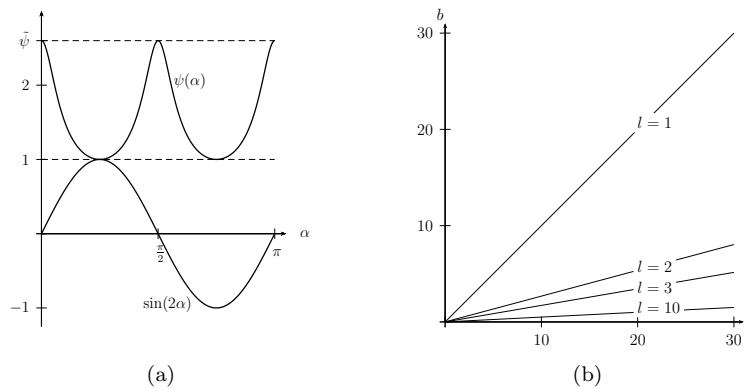 ψ̃
2
1
−1
ψ(α)
sin(2α)
π/2
π
α
(a)
b
30
20
10
l = 1
l = 2
l = 3
l = 10
10
20
30
(b)